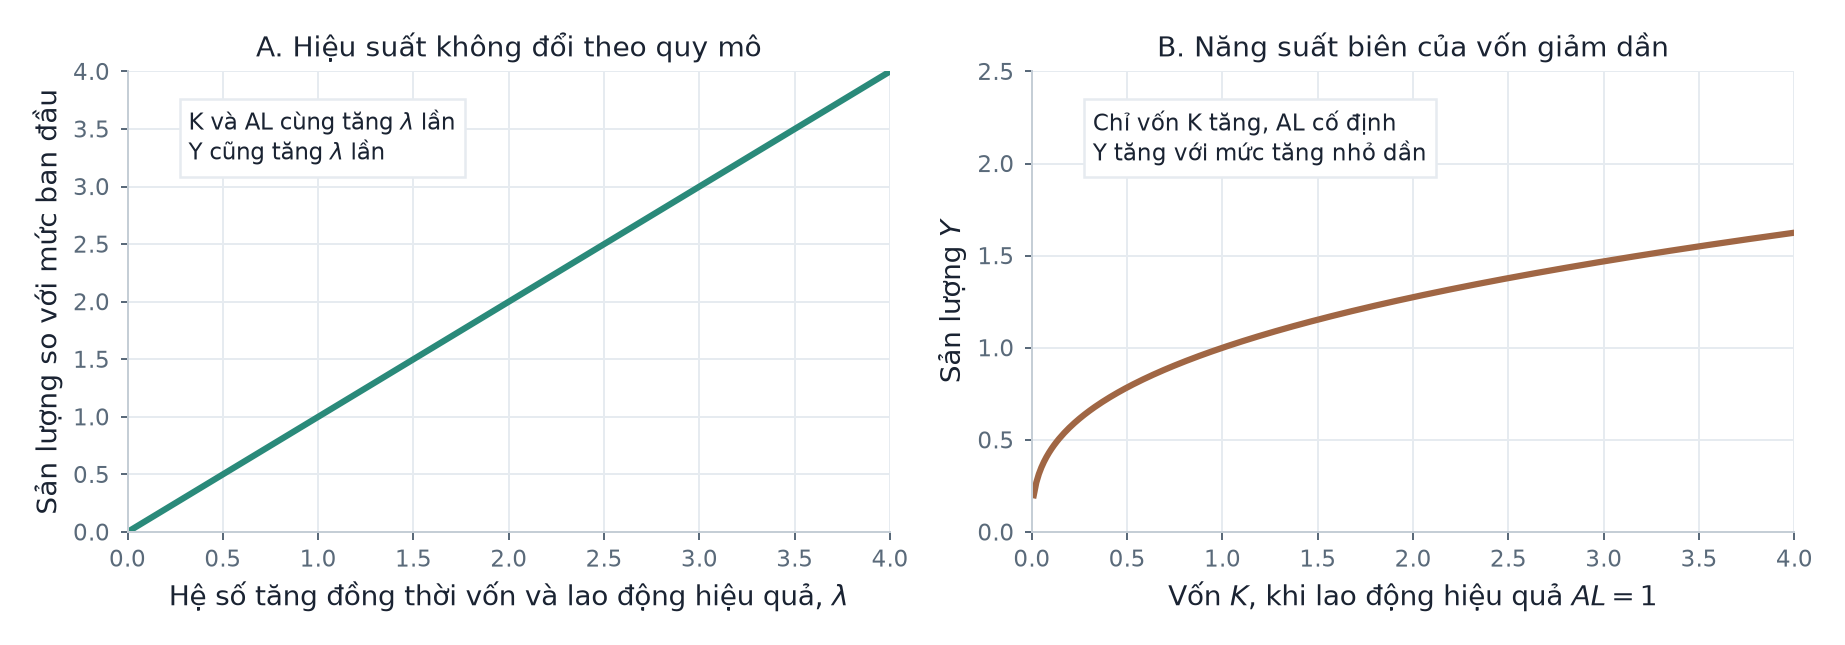 A. Hiệu suất không đổi theo quy mô
Sản lượng so với mức ban đầu
4.0
3.5
3.0
2.5
2.0
1.5
1.0
0.5
0.0
K và AL cùng tăng λ lần
Y cũng tăng λ lần
0.0 0.5 1.0 1.5 2.0 2.5 3.0 3.5 4.0
Hệ số tăng đồng thời vốn và lao động hiệu quả, λ
B. Năng suất biên của vốn giảm dần
Sản lượng Y
2.5
2.0
1.5
1.0
0.5
0.0
Chỉ vốn K tăng, AL cố định
Y tăng với mức tăng nhỏ dần
0.0 0.5 1.0 1.5 2.0 2.5 3.0 3.5 4.0
Vốn K, khi lao động hiệu quả AL = 1